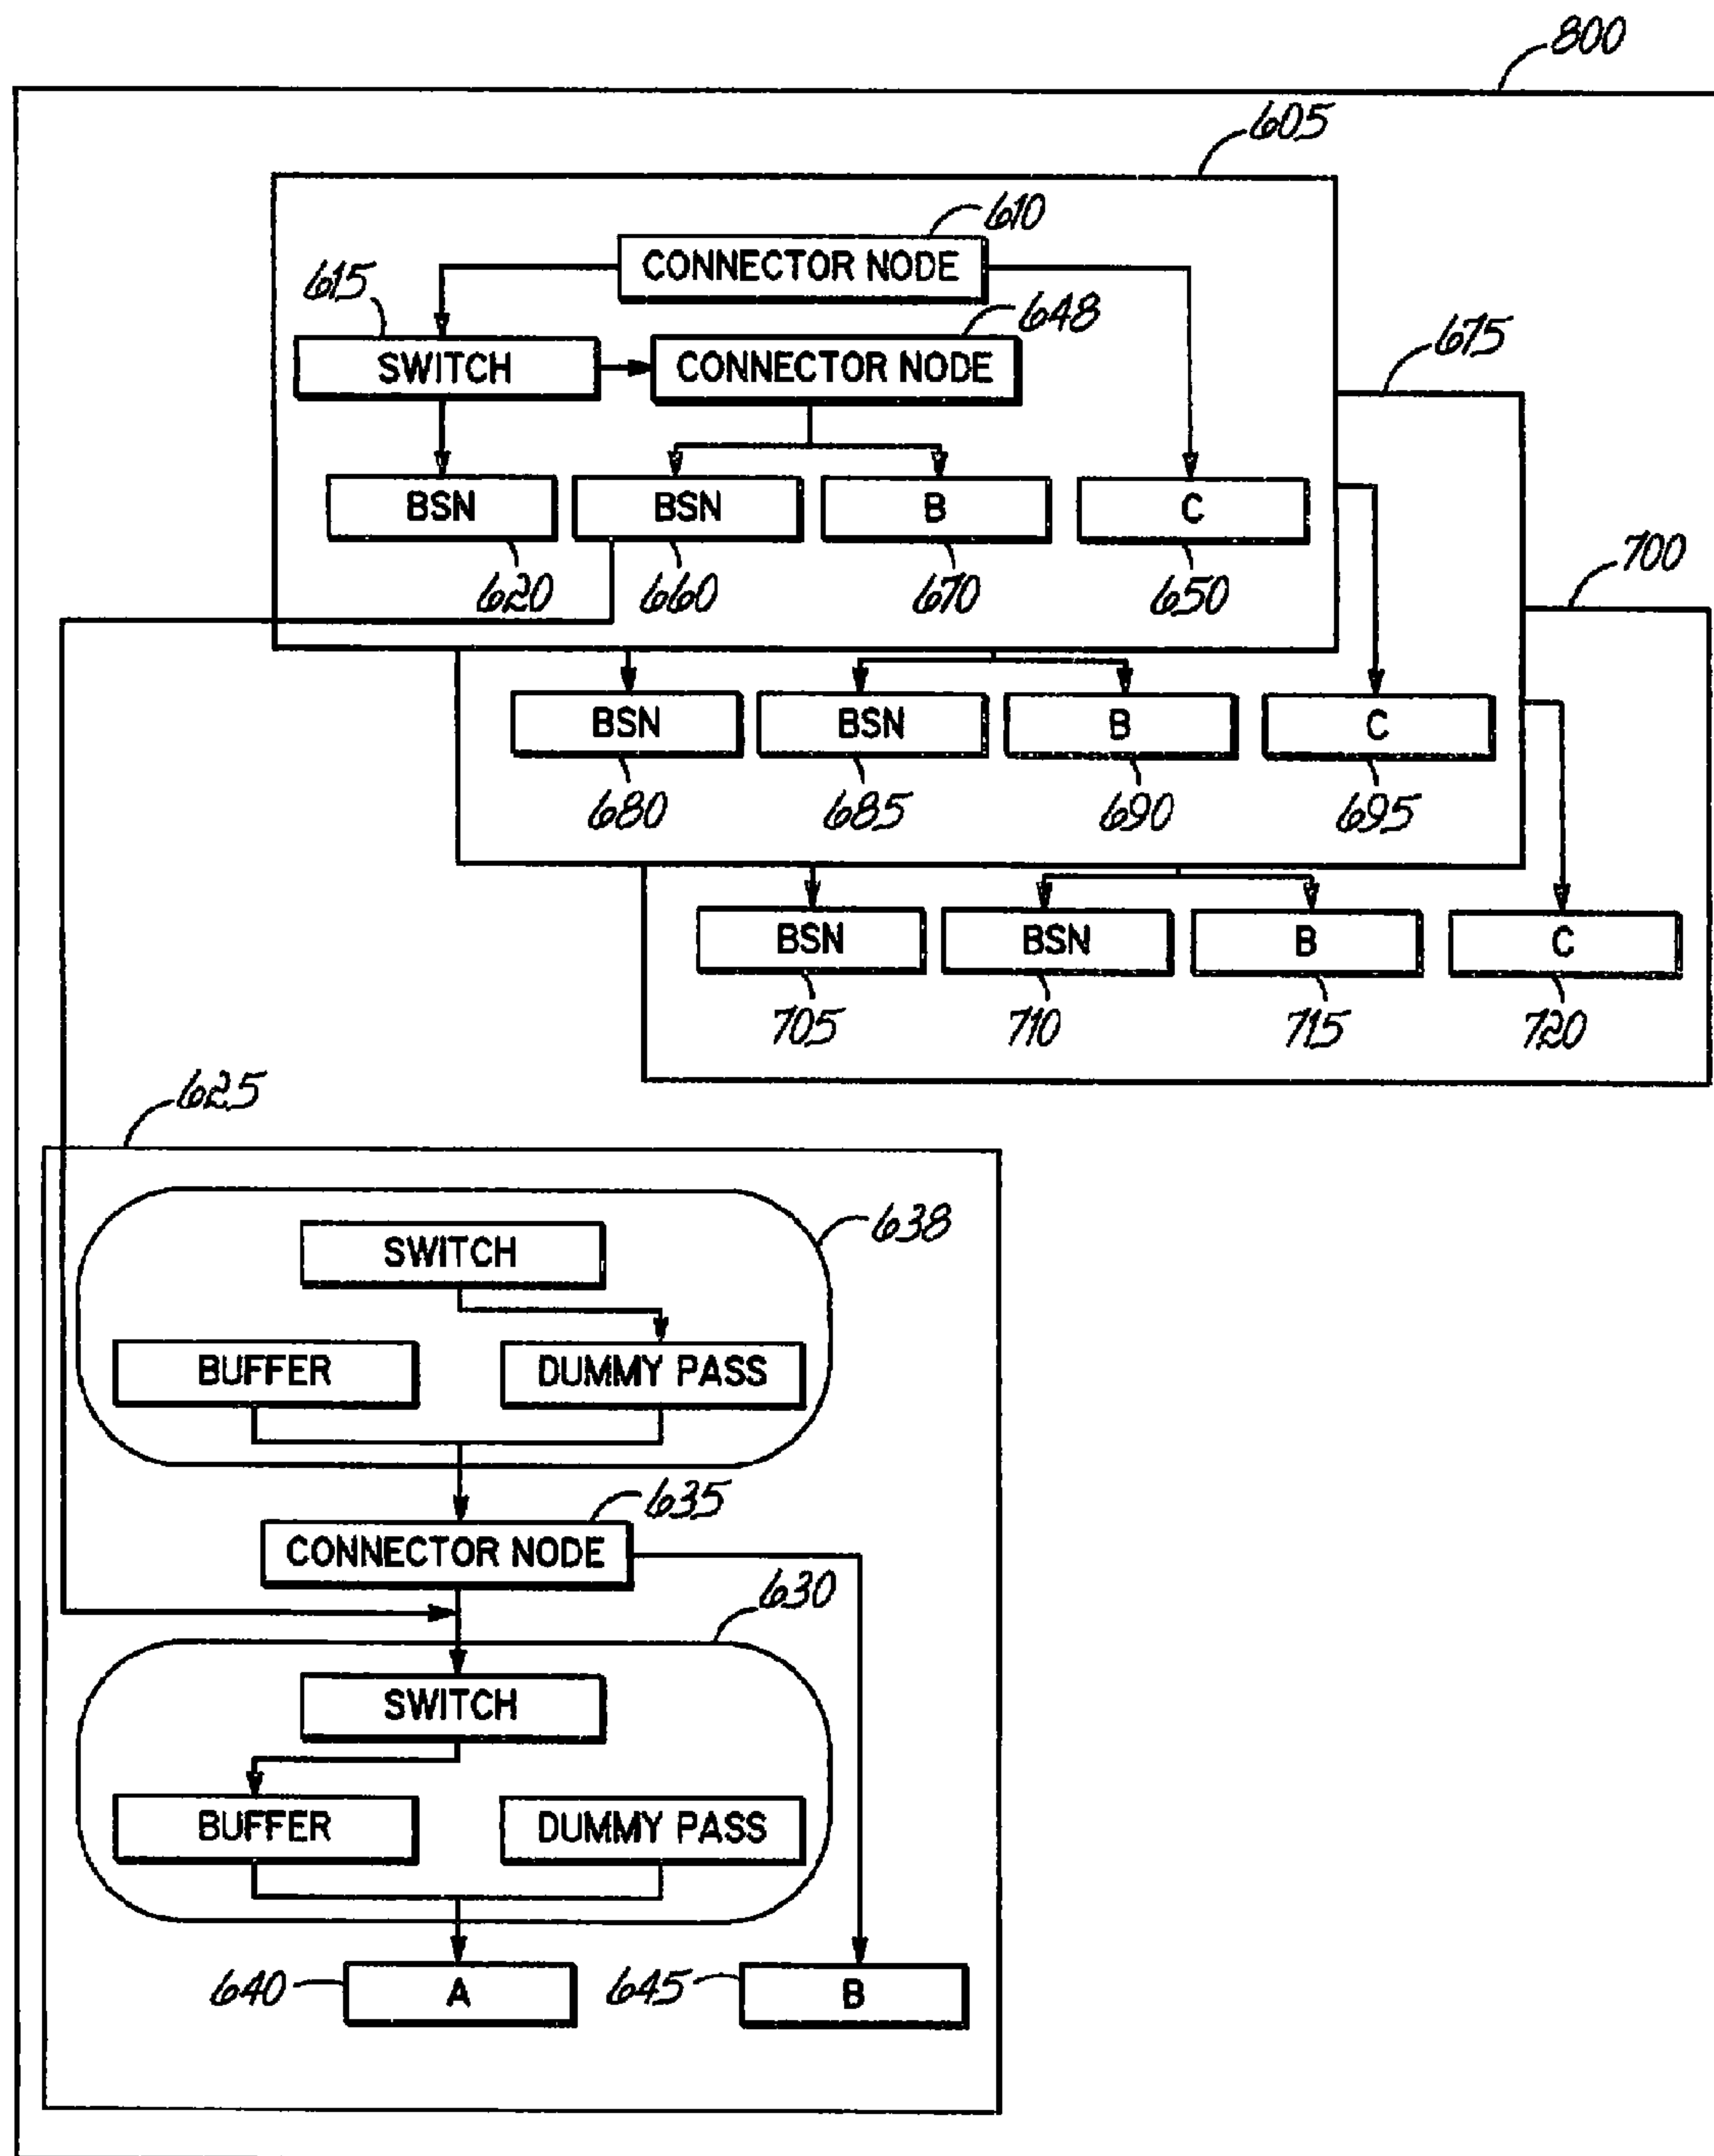 800
605
610
CONNECTOR NODE
615
648
SWITCH
CONNECTOR NODE
675
BSN
BSN
B
C
620
660
670
650
700
BSN
BSN
B
C
680
685
690
695
BSN
BSN
B
C
705
710
715
720
625
638
SWITCH
BUFFER
DUMMY PASS
635
CONNECTOR NODE
630
SWITCH
BUFFER
DUMMY PASS
640
A
645
B